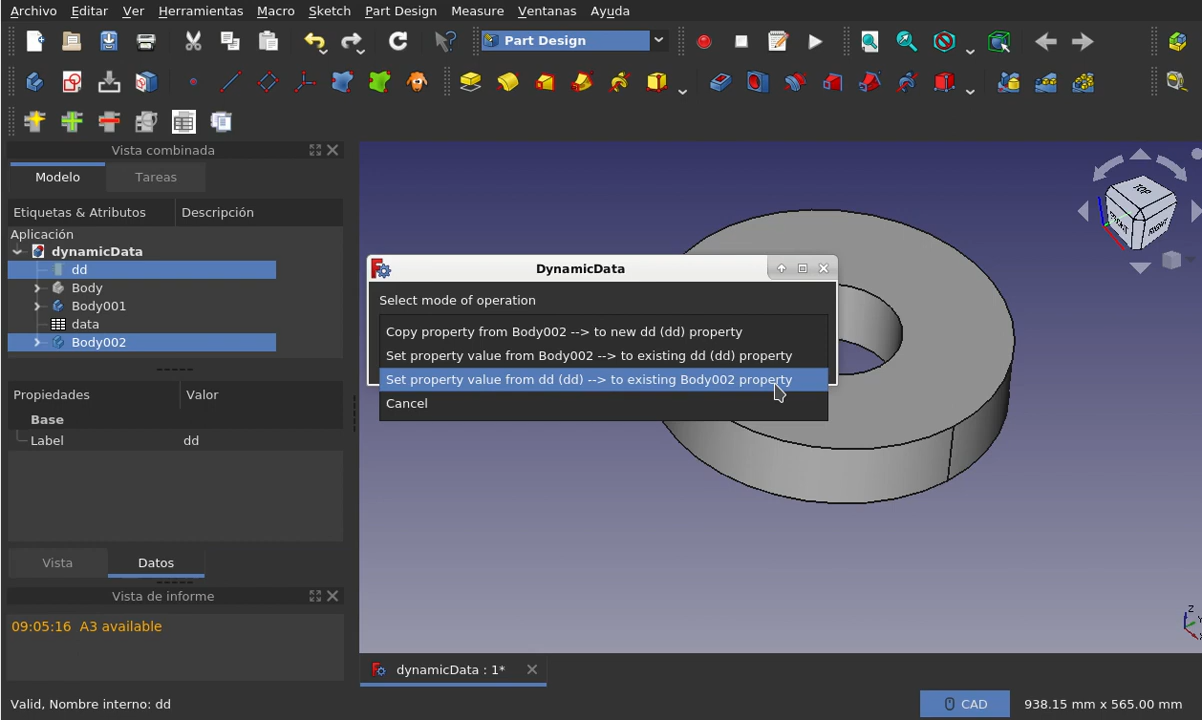 Archivo Editar Ver Herramientas Macro Sketch Part Design Measure Ventanas Ayuda
Part Design
Vista combinada
Modelo Tareas
Etiquetas & Atributos Descripción
Aplicación
dynamicData
dd
Body
Body001
data
Body002
Propiedades Valor
Base
Label dd
Vista Datos
Vista de informe
09:05:16 A3 available
DynamicData
Select mode of operation
Copy property from Body002 --> to new dd (dd) property
Set property value from Body002 --> to existing dd (dd) property
Set property value from dd (dd) --> to existing Body002 property
Cancel
TOP
RIGHT
Z
dynamicData : 1*
Valid, Nombre interno: dd
CAD 938.15 mm x 565.00 mm